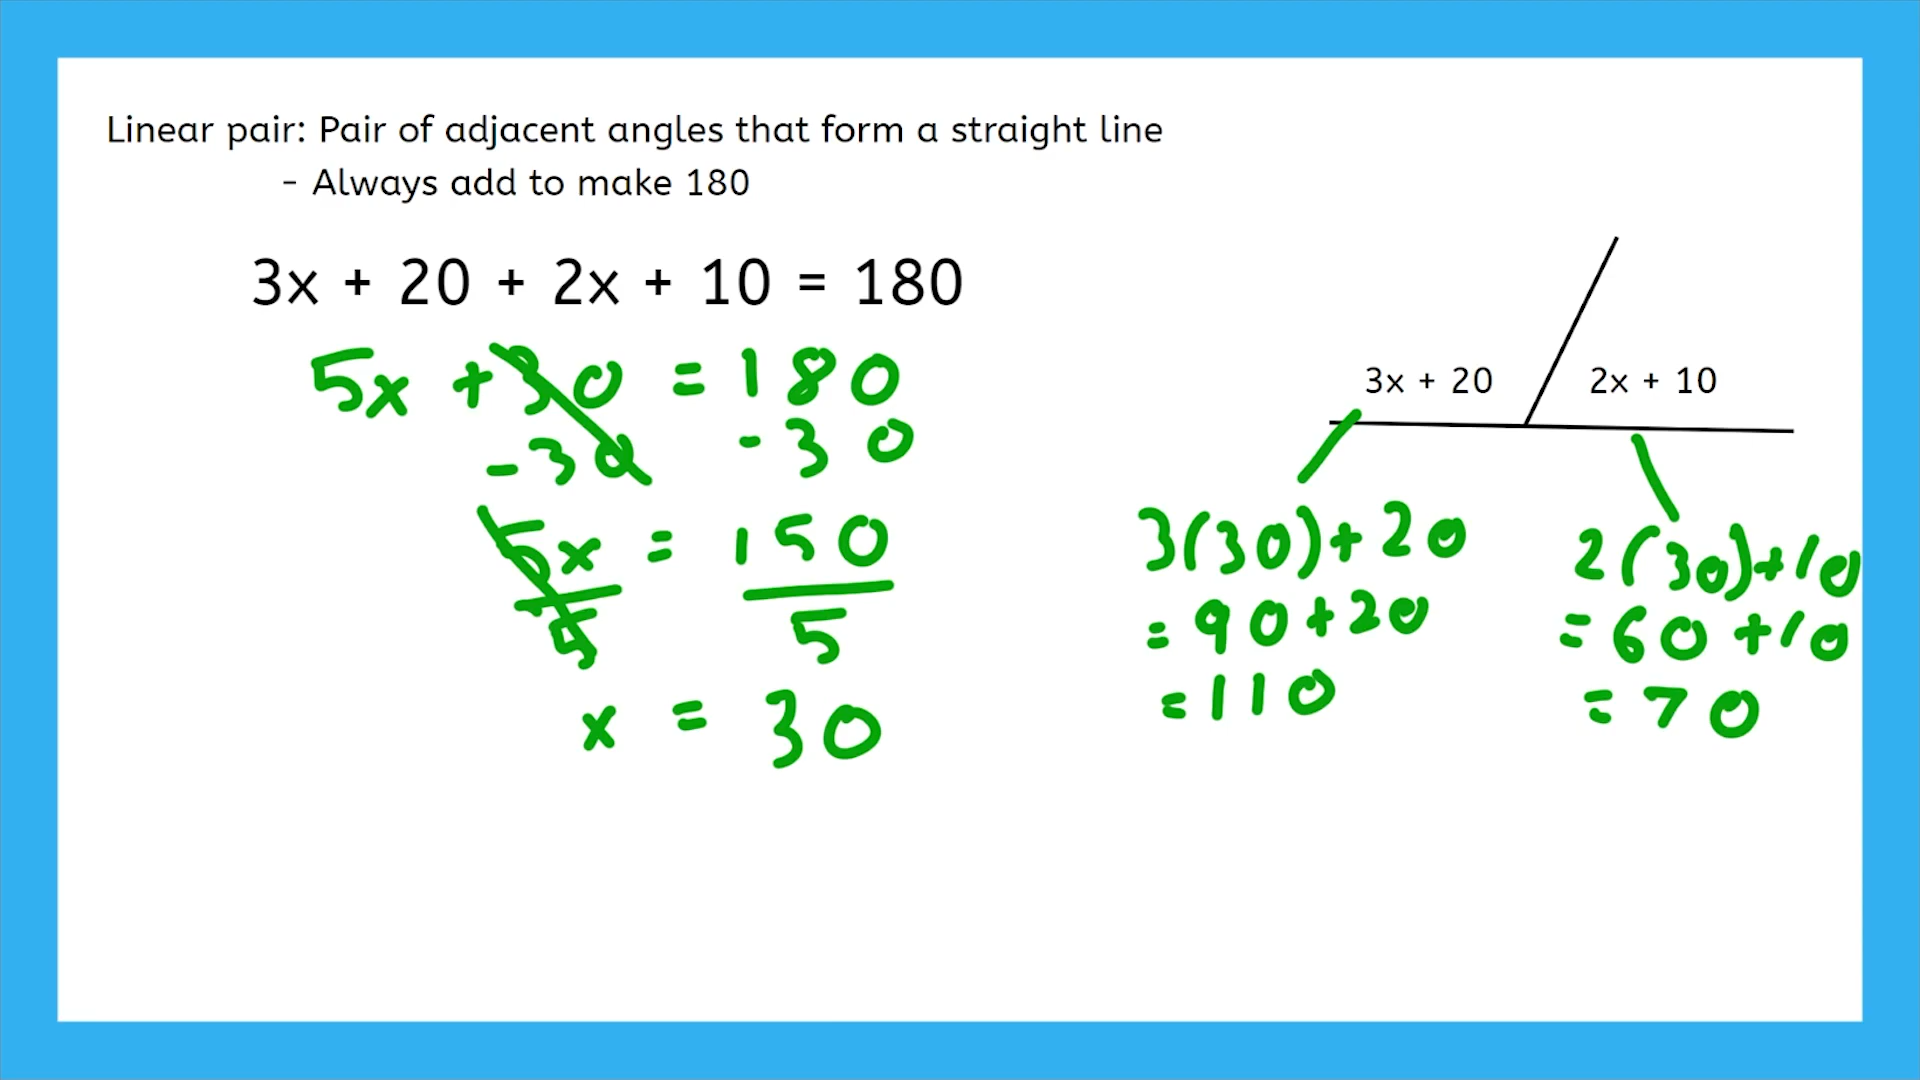 Linear pair: Pair of adjacent angles that form a straight line
- Always add to make 180
3x + 20 + 2x + 10 = 180
5x + 30 = 180
-30 -30
5x = 150
5 5
x = 30
3x + 20 2x + 10
3(30)+20
= 90+20
= 110
2(30)+10
= 60+10
= 70